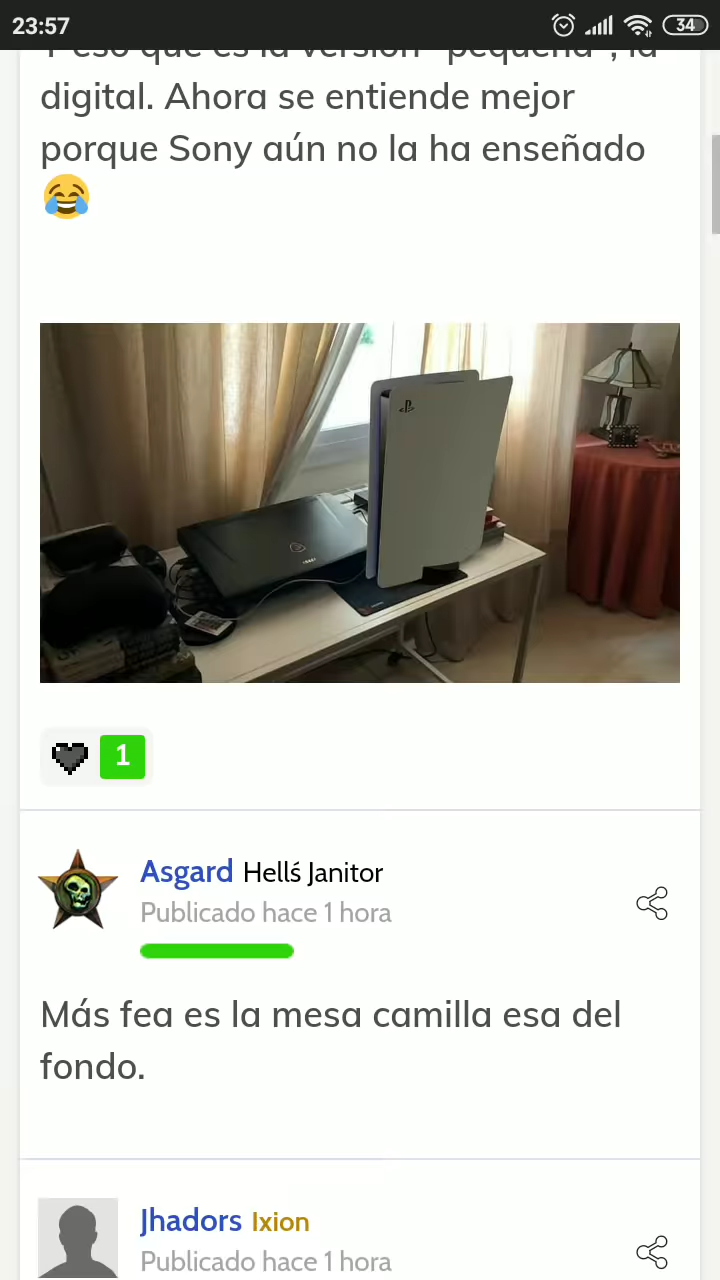 23:57
34
Y eso que es la versión "pequeña", la
digital. Ahora se entiende mejor
porque Sony aún no la ha enseñado
😂
1
Asgard Hellś Janitor
Publicado hace 1 hora
Más fea es la mesa camilla esa del
fondo.
Jhadors Ixion
Publicado hace 1 hora